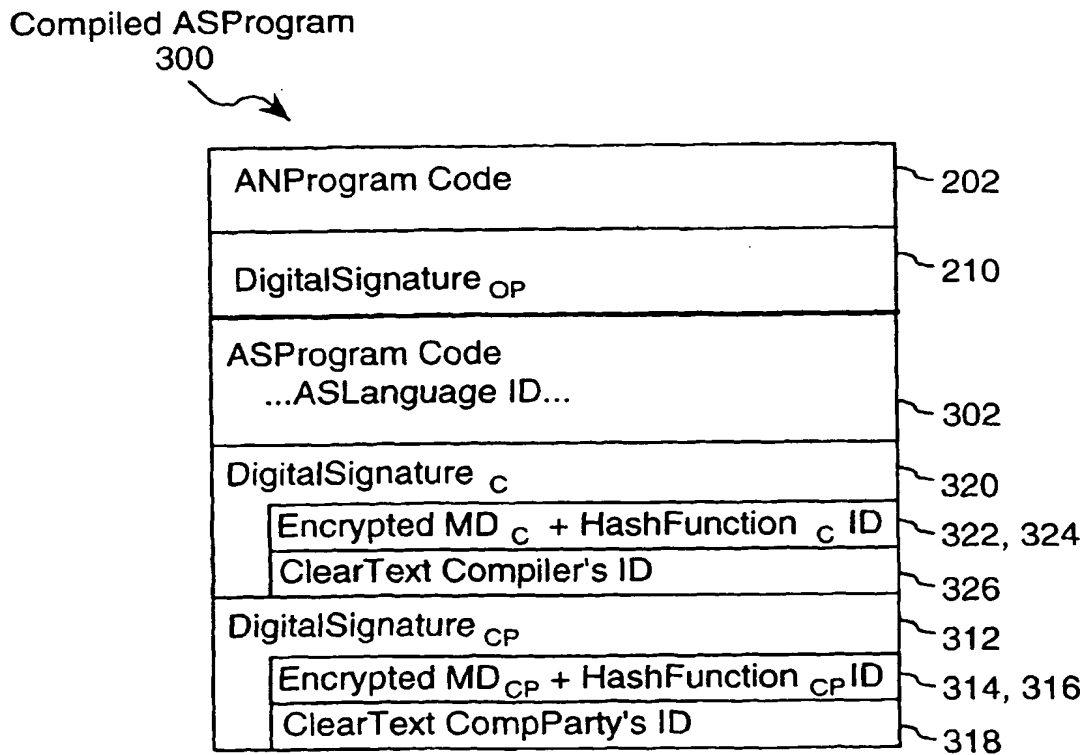 Compiled ASProgram
300
ANProgram Code 202
DigitalSignature OP 210
ASProgram Code
...ASLanguage ID... 302
DigitalSignature C 320
Encrypted MD C + HashFunction C ID 322, 324
ClearText Compiler's ID 326
DigitalSignature CP 312
Encrypted MD CP + HashFunction CP ID 314, 316
ClearText CompParty's ID 318